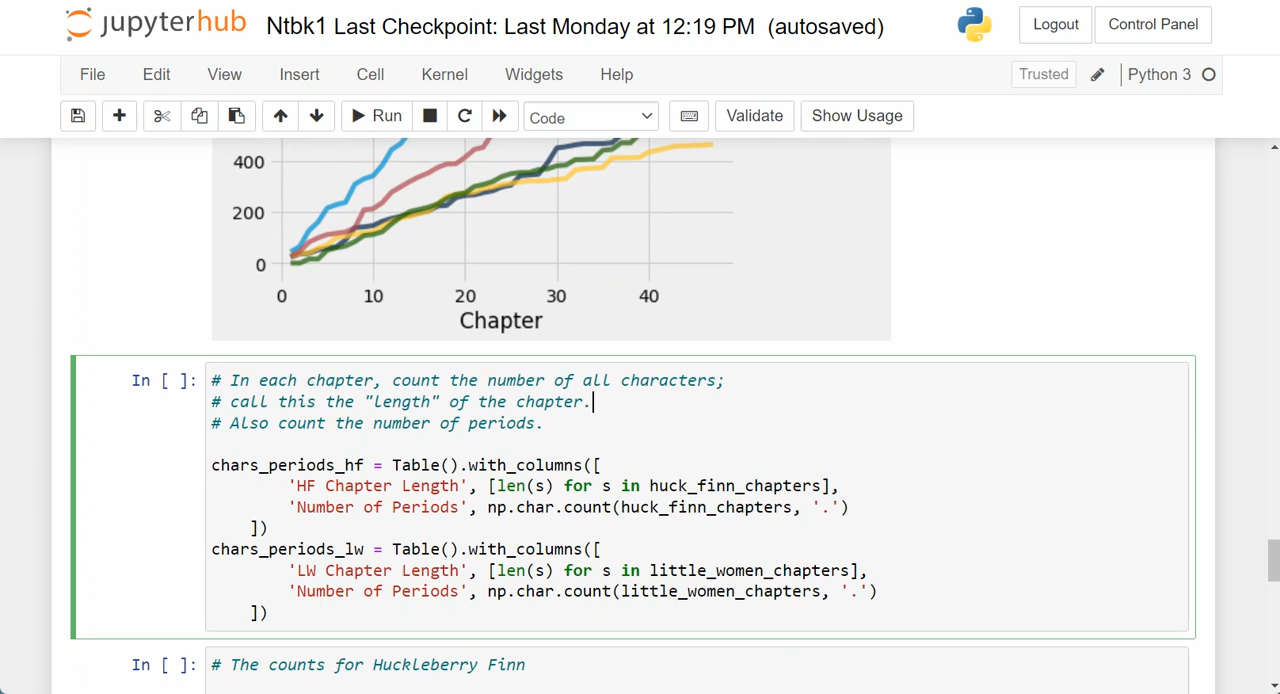 jupyterhub Ntbk1 Last Checkpoint: Last Monday at 12:19 PM (autosaved) Logout Control Panel
File Edit View Insert Cell Kernel Widgets Help Trusted Python 3
Run Code Validate Show Usage
400
200
0
0 10 20 30 40
Chapter
In [ ]: # In each chapter, count the number of all characters;
# call this the "length" of the chapter.
# Also count the number of periods.
chars_periods_hf = Table().with_columns([
'HF Chapter Length', [len(s) for s in huck_finn_chapters],
'Number of Periods', np.char.count(huck_finn_chapters, '.')
])
chars_periods_lw = Table().with_columns([
'LW Chapter Length', [len(s) for s in little_women_chapters],
'Number of Periods', np.char.count(little_women_chapters, '.')
])
In [ ]: # The counts for Huckleberry Finn